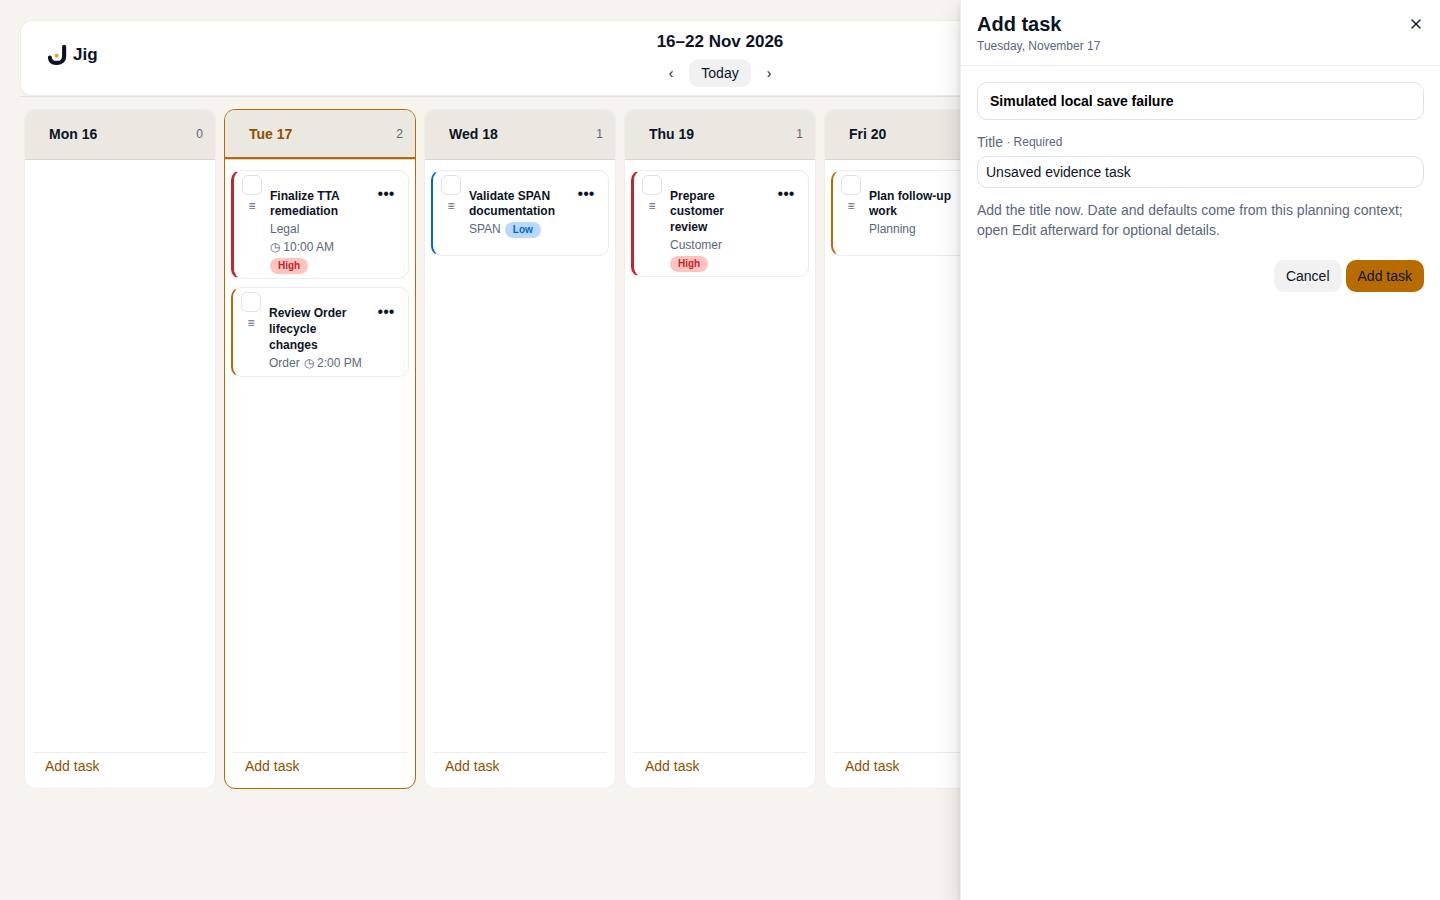 Jig
16–22 Nov 2026
‹ Today ›
Mon 16 0
Add task
Tue 17 2
Finalize TTA •••
remediation
Legal
10:00 AM
High
Review Order •••
lifecycle
changes
Order 2:00 PM
Add task
Wed 18 1
Validate SPAN •••
documentation
SPAN Low
Add task
Thu 19 1
Prepare •••
customer
review
Customer
High
Add task
Fri 20
Plan follow-up
work
Planning
Add task
Add task
Tuesday, November 17
Simulated local save failure
Title · Required
Unsaved evidence task
Add the title now. Date and defaults come from this planning context;
open Edit afterward for optional details.
Cancel Add task